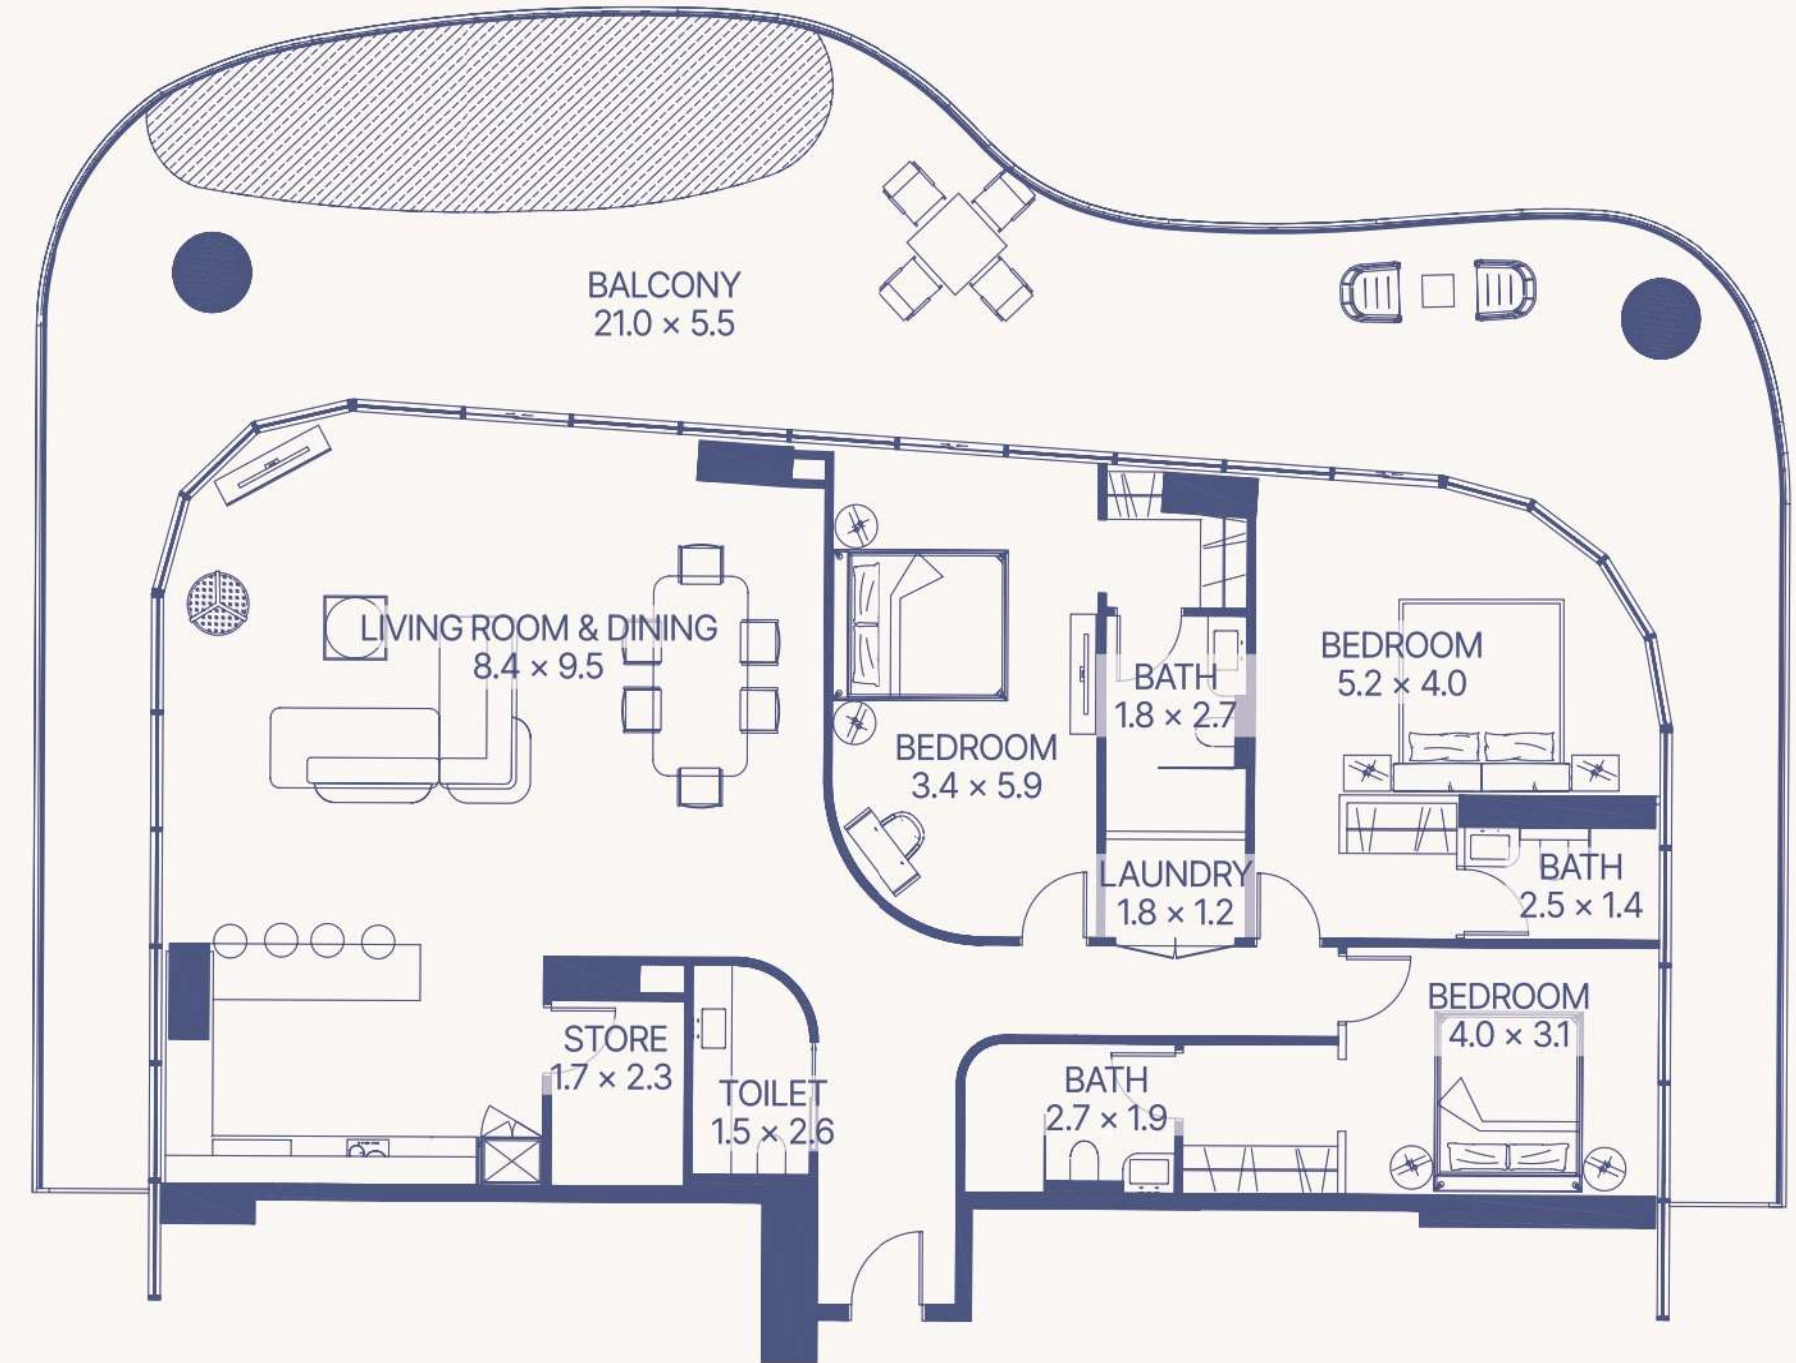 BALCONY
21.0 × 5.5
LIVING ROOM & DINING
8.4 × 9.5
BEDROOM
3.4 × 5.9
BATH
1.8 × 2.7
BEDROOM
5.2 × 4.0
LAUNDRY
1.8 × 1.2
BATH
2.5 × 1.4
STORE
1.7 × 2.3
TOILET
1.5 × 2.6
BATH
2.7 × 1.9
BEDROOM
4.0 × 3.1